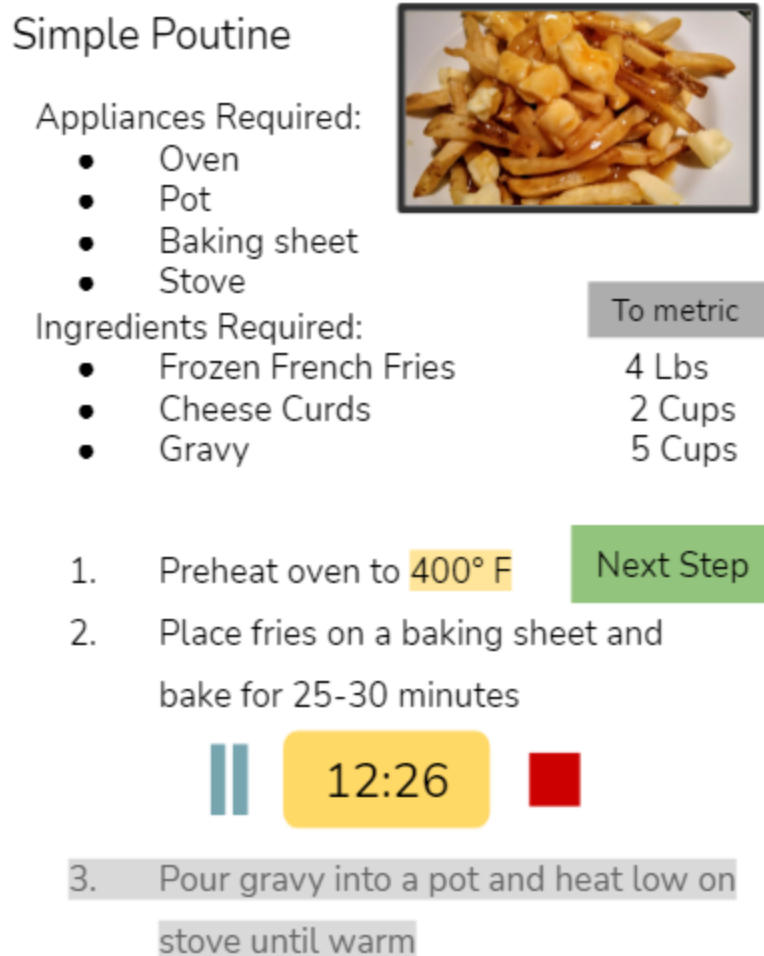 Simple Poutine
Appliances Required:
● Oven
● Pot
● Baking sheet
● Stove
To metric
Ingredients Required:
● Frozen French Fries 4 Lbs
● Cheese Curds 2 Cups
● Gravy 5 Cups
1. Preheat oven to 400° F
Next Step
2. Place fries on a baking sheet and
bake for 25-30 minutes
12:26
3. Pour gravy into a pot and heat low on
stove until warm